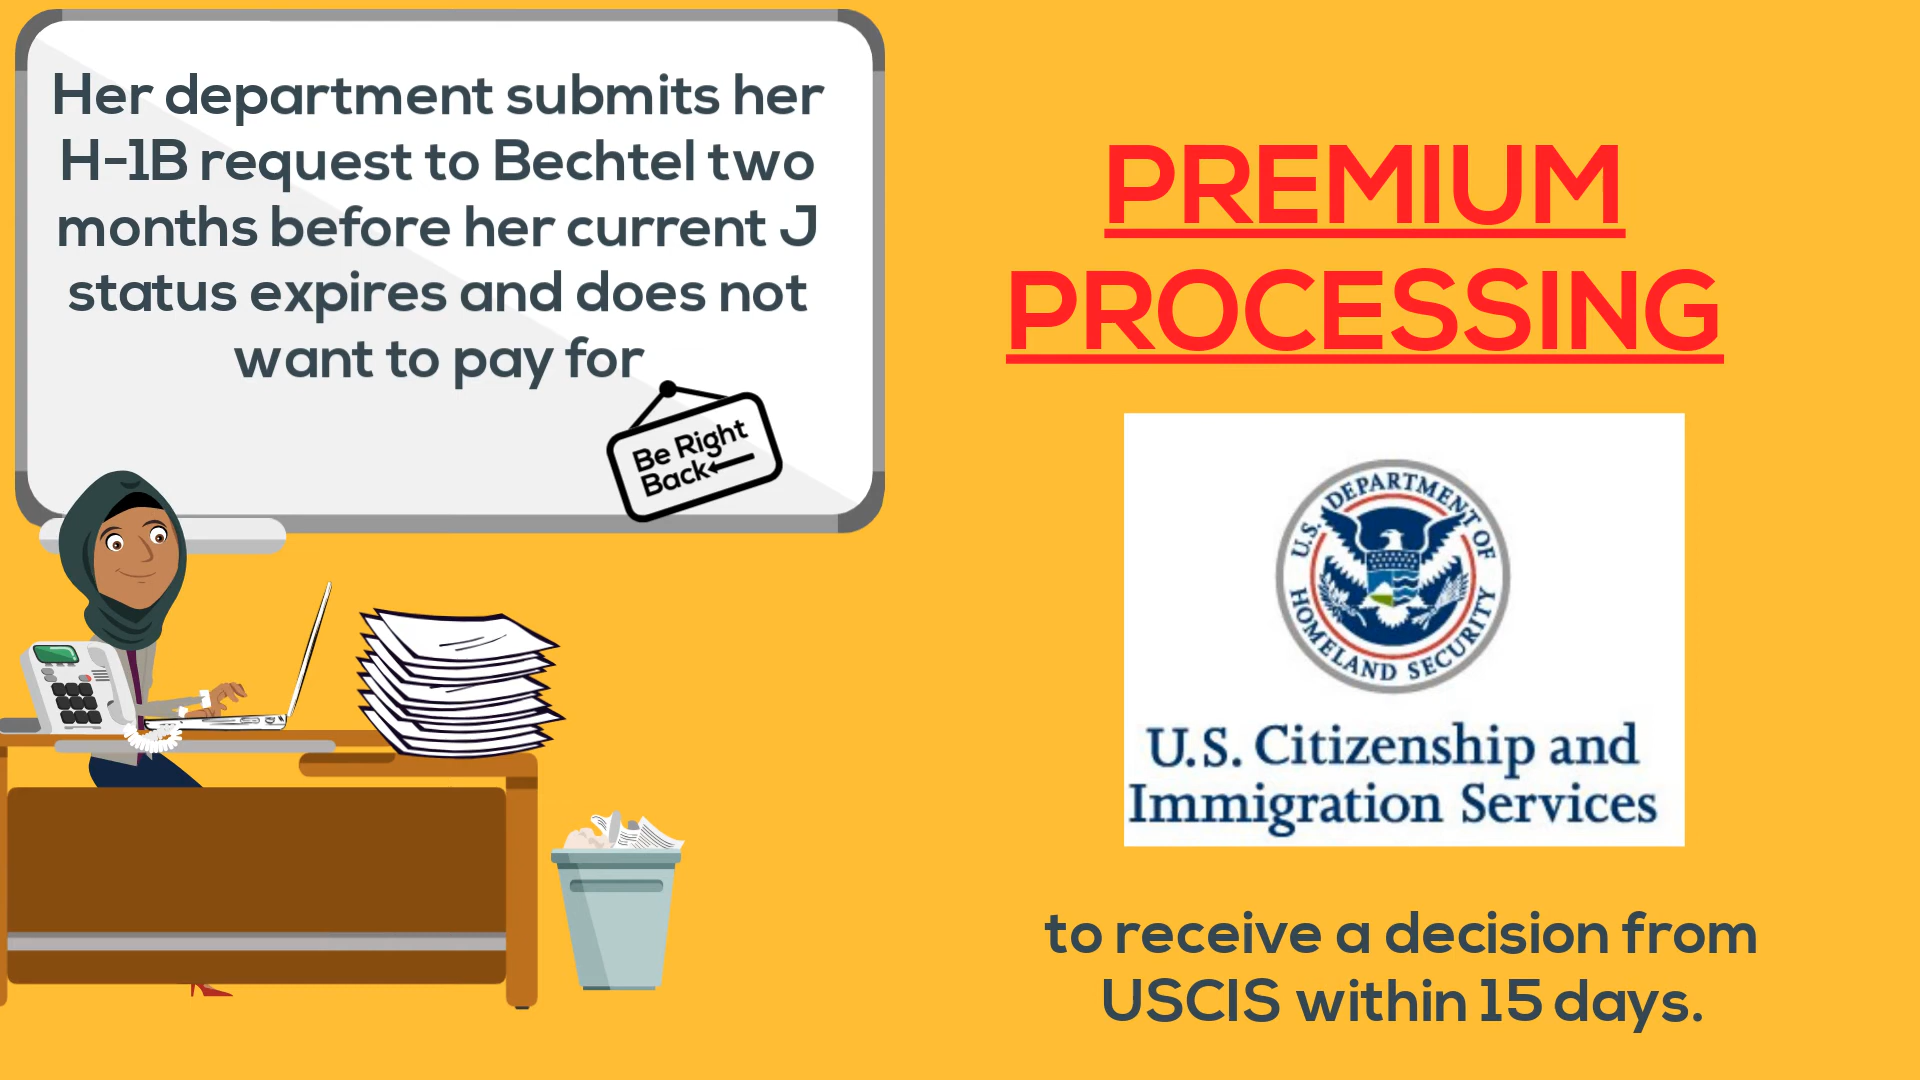 Her department submits her
H-1B request to Bechtel two
months before her current J
status expires and does not
want to pay for
Be Right
Back
PREMIUM
PROCESSING
U.S. DEPARTMENT OF
HOMELAND SECURITY
U.S. Citizenship and
Immigration Services
to receive a decision from
USCIS within 15 days.